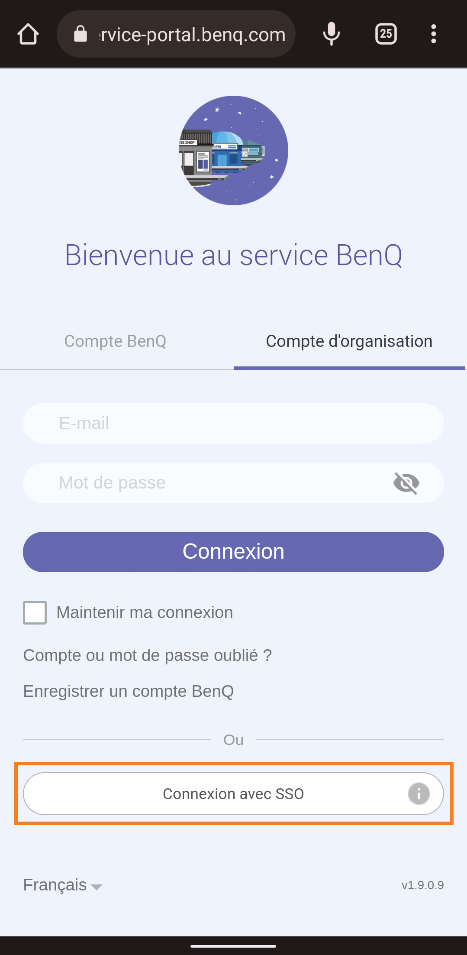 rvice-portal.benq.com
25
Bienvenue au service BenQ
Compte BenQ
Compte d'organisation
E-mail
Mot de passe
Connexion
Maintenir ma connexion
Compte ou mot de passe oublié ?
Enregistrer un compte BenQ
Ou
Connexion avec SSO
Français
v1.9.0.9